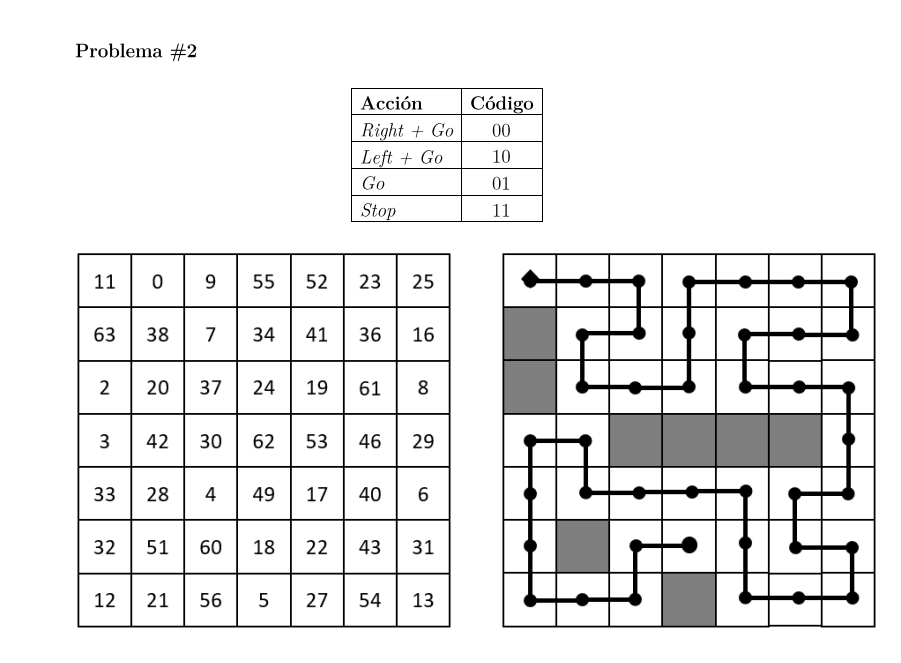 Problema #2
Acción Código
Right + Go 00
Left + Go 10
Go 01
Stop 11
11 0 9 55 52 23 25
63 38 7 34 41 36 16
2 20 37 24 19 61 8
3 42 30 62 53 46 29
33 28 4 49 17 40 6
32 51 60 18 22 43 31
12 21 56 5 27 54 13